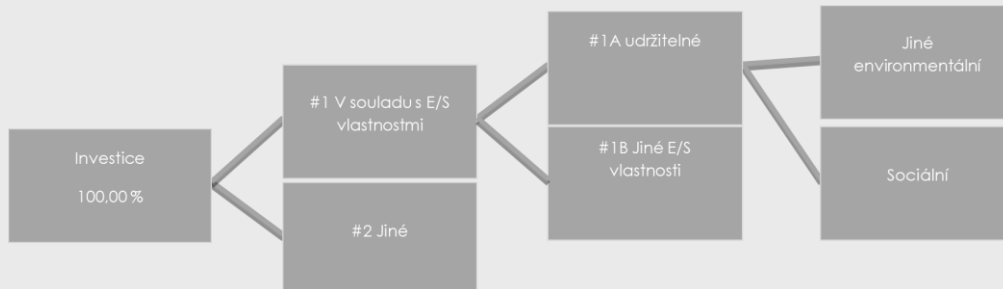 Investice
100,00 %
#1 V souladu s E/S
vlastnostmi
#2 Jiné
#1A udržitelné
#1B Jiné E/S
vlastnosti
Jiné
environmentální
Sociální